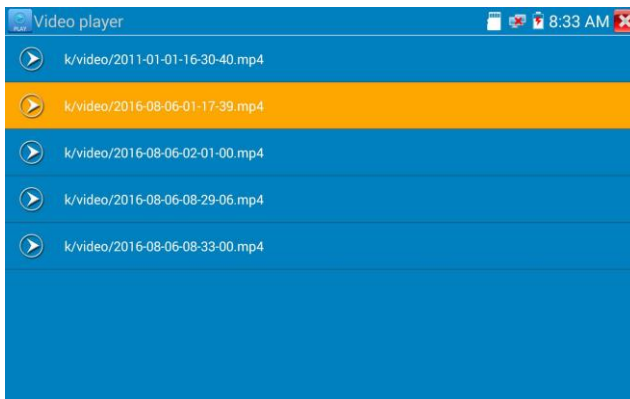 PLAY
Video player
8:33 AM
k/video/2011-01-01-16-30-40.mp4
k/video/2016-08-06-01-17-39.mp4
k/video/2016-08-06-02-01-00.mp4
k/video/2016-08-06-08-29-06.mp4
k/video/2016-08-06-08-33-00.mp4